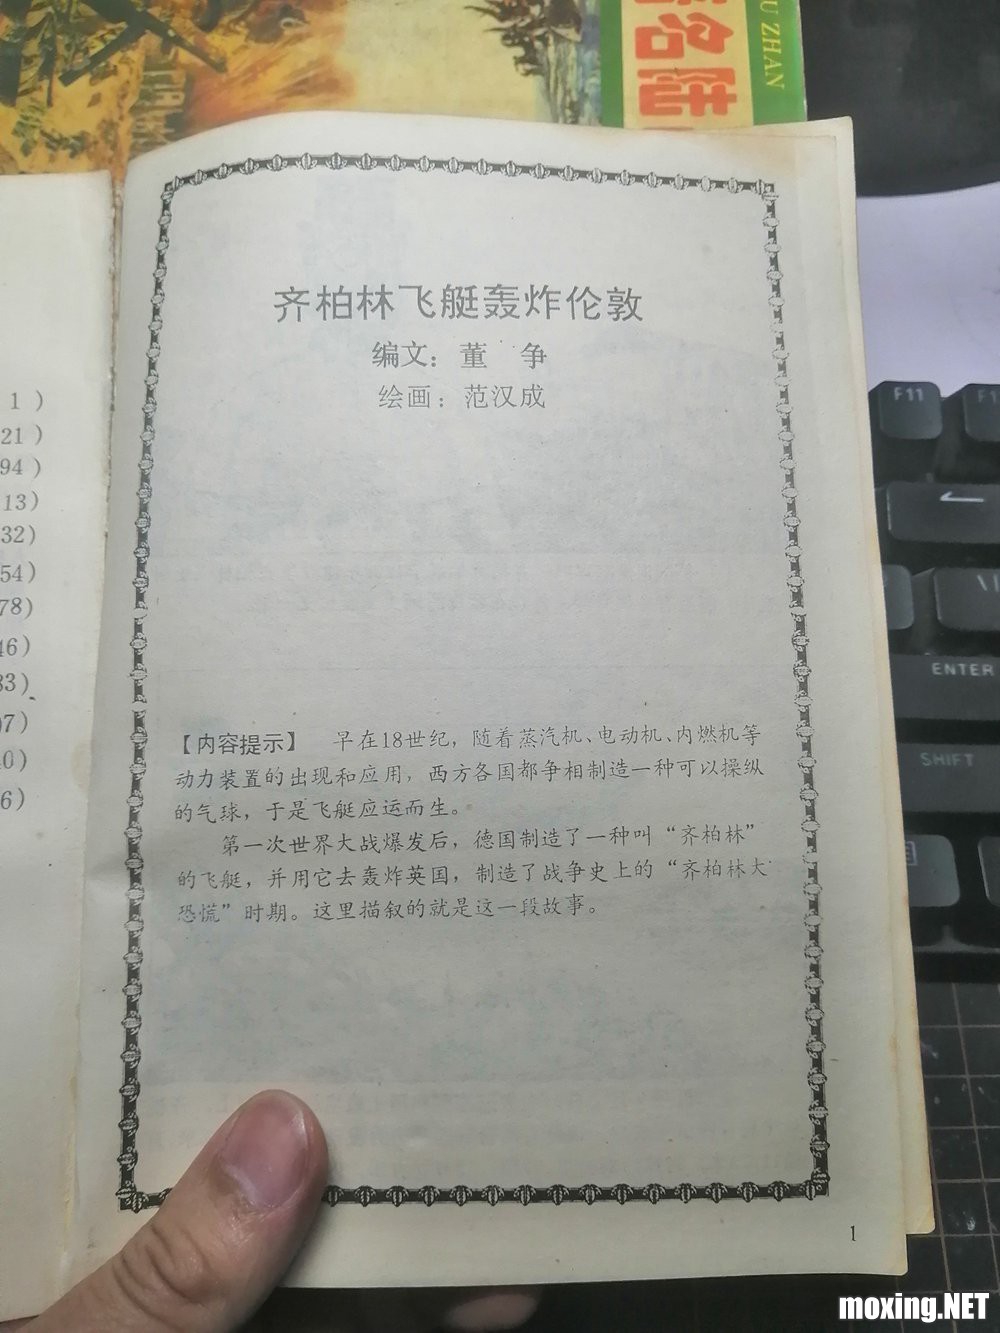 名陆
U ZHAN
1)
21)
94)
13)
32)
54)
78)
46)
83)
97)
40)
6)
齐柏林飞艇轰炸伦敦
编文：董　争
绘画：范汉成
【内容提示】　早在18世纪，随着蒸汽机、电动机、内燃机等
动力装置的出现和应用，西方各国都争相制造一种可以操纵
的气球，于是飞艇应运而生。
第一次世界大战爆发后，德国制造了一种叫“齐柏林”
的飞艇，并用它去轰炸英国，制造了战争史上的“齐柏林大
恐慌”时期。这里描叙的就是这一段故事。
1
F11
ENTER
SHIFT
moxing.NET